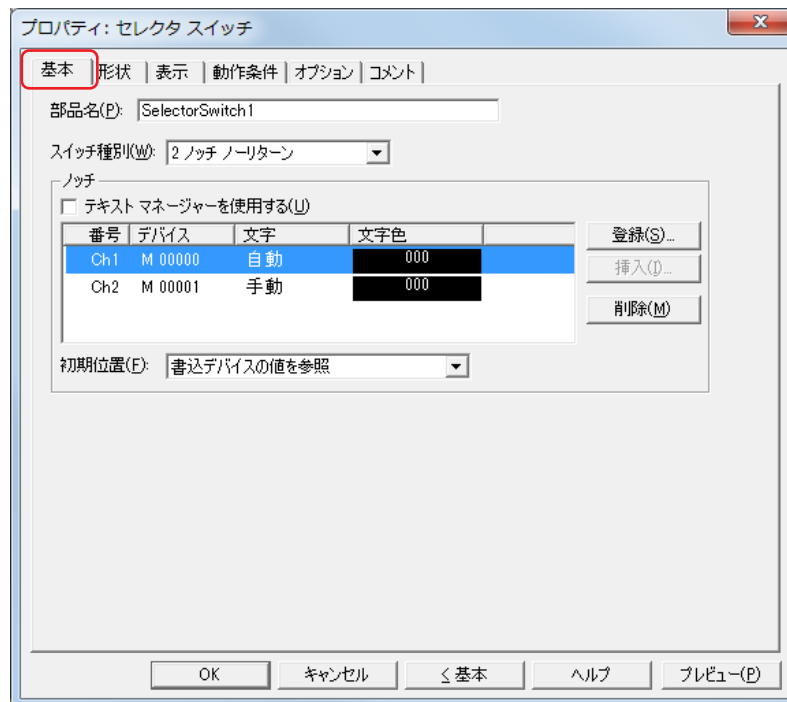 プロパティ: セレクタ スイッチ
基本 形状 表示 動作条件 オプション コメント
部品名(P): SelectorSwitch1
スイッチ種別(W): 2 ノッチ ノーリターン
ノッチ
テキスト マネージャーを使用する(U)
番号 デバイス 文字 文字色 登録(S)...
Ch1 M 00000 自動 000 挿入(I)...
Ch2 M 00001 手動 000
削除(M)
初期位置(F): 書込デバイスの値を参照
OK キャンセル < 基本 ヘルプ プレビュー(P)